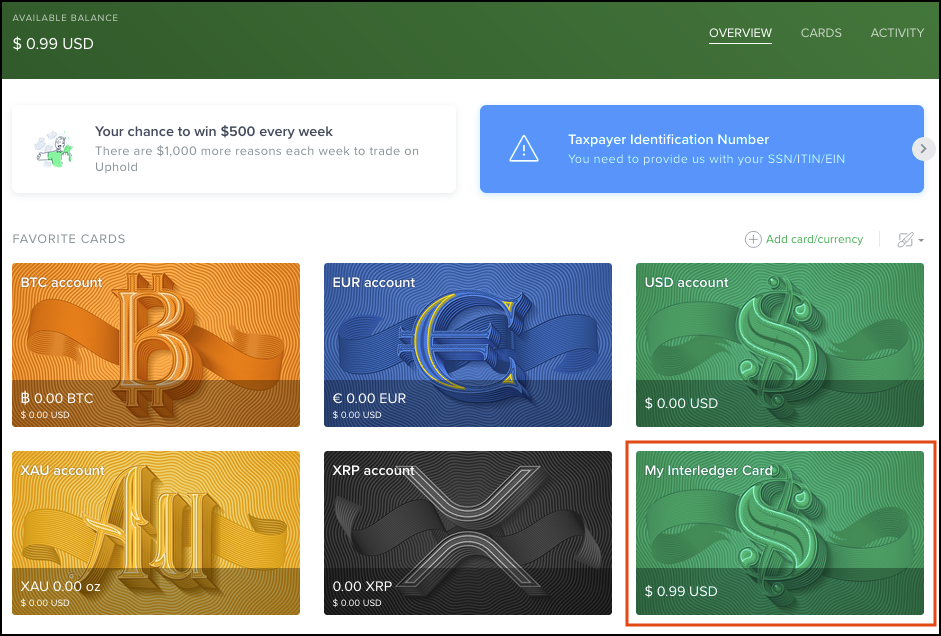 AVAILABLE BALANCE
$ 0.99 USD
OVERVIEW
CARDS
ACTIVITY
Your chance to win $500 every week
There are $1,000 more reasons each week to trade on
Uphold
Taxpayer Identification Number
You need to provide us with your SSN/ITIN/EIN
FAVORITE CARDS
Add card/currency
BTC account
฿ 0.00 BTC
$ 0.00 USD
EUR account
€ 0.00 EUR
$ 0.00 USD
USD account
$ 0.00 USD
XAU account
XAU 0.00 oz
$ 0.00 USD
XRP account
0.00 XRP
$ 0.00 USD
My Interledger Card
$ 0.99 USD